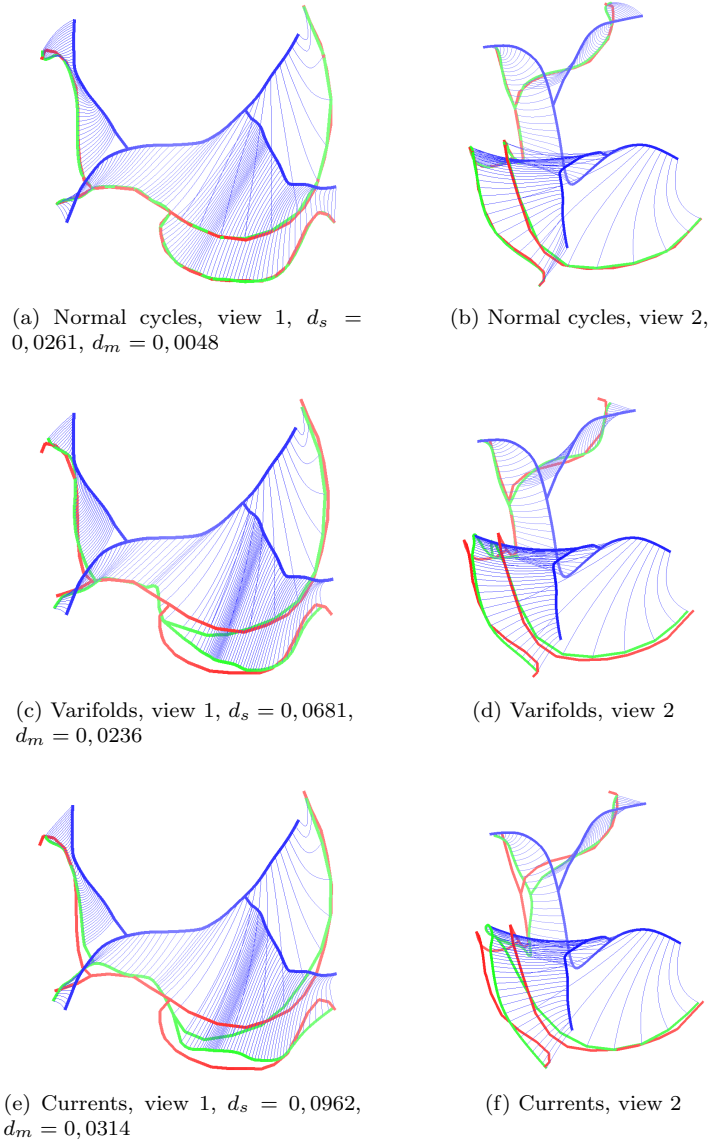 (a) Normal cycles, view 1, d_s =
0,0261, d_m = 0,0048
(b) Normal cycles, view 2,
(c) Varifolds, view 1, d_s = 0,0681,
d_m = 0,0236
(d) Varifolds, view 2
(e) Currents, view 1, d_s = 0,0962,
d_m = 0,0314
(f) Currents, view 2